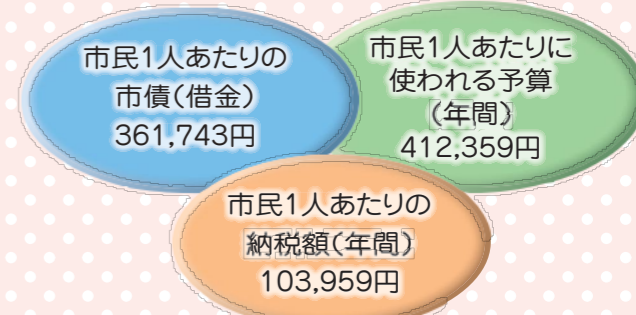 市民1人あたりの
市債(借金)
361,743円
市民1人あたりに
使われる予算
(年間)
412,359円
市民1人あたりの
納税額(年間)
103,959円